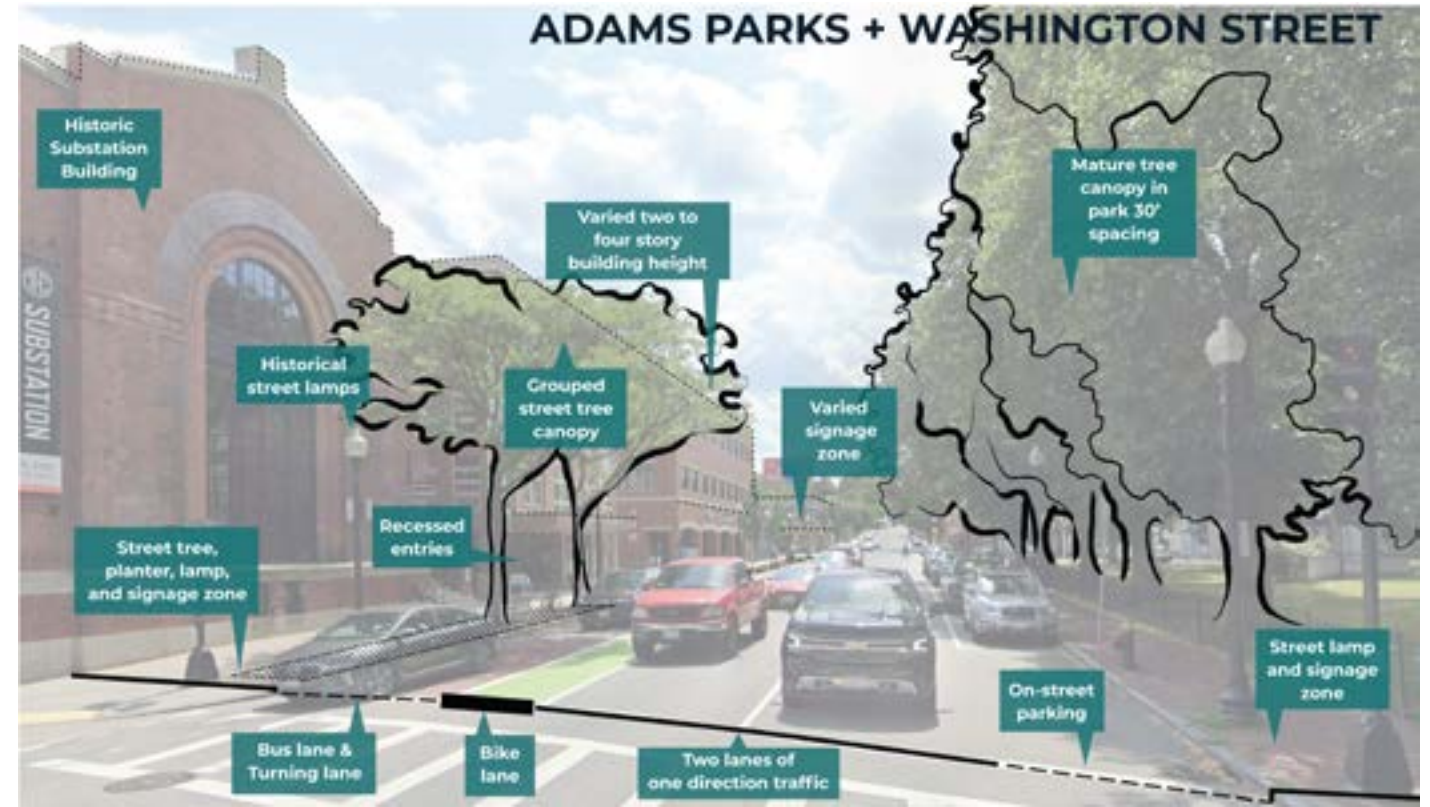 ADAMS PARKS + WASHINGTON STREET
Historic
Substation
Building
Varied two to
four story
building height
Mature tree
canopy in
park 30'
spacing
SUBSTATION
Historical
street lamps
Grouped
street tree
canopy
Varied
signage
zone
Recessed
entries
Street tree,
planter, lamp,
and signage zone
Street lamp
and signage
zone
On-street
parking
Bus lane &
Turning lane
Bike
lane
Two lanes of
one direction traffic